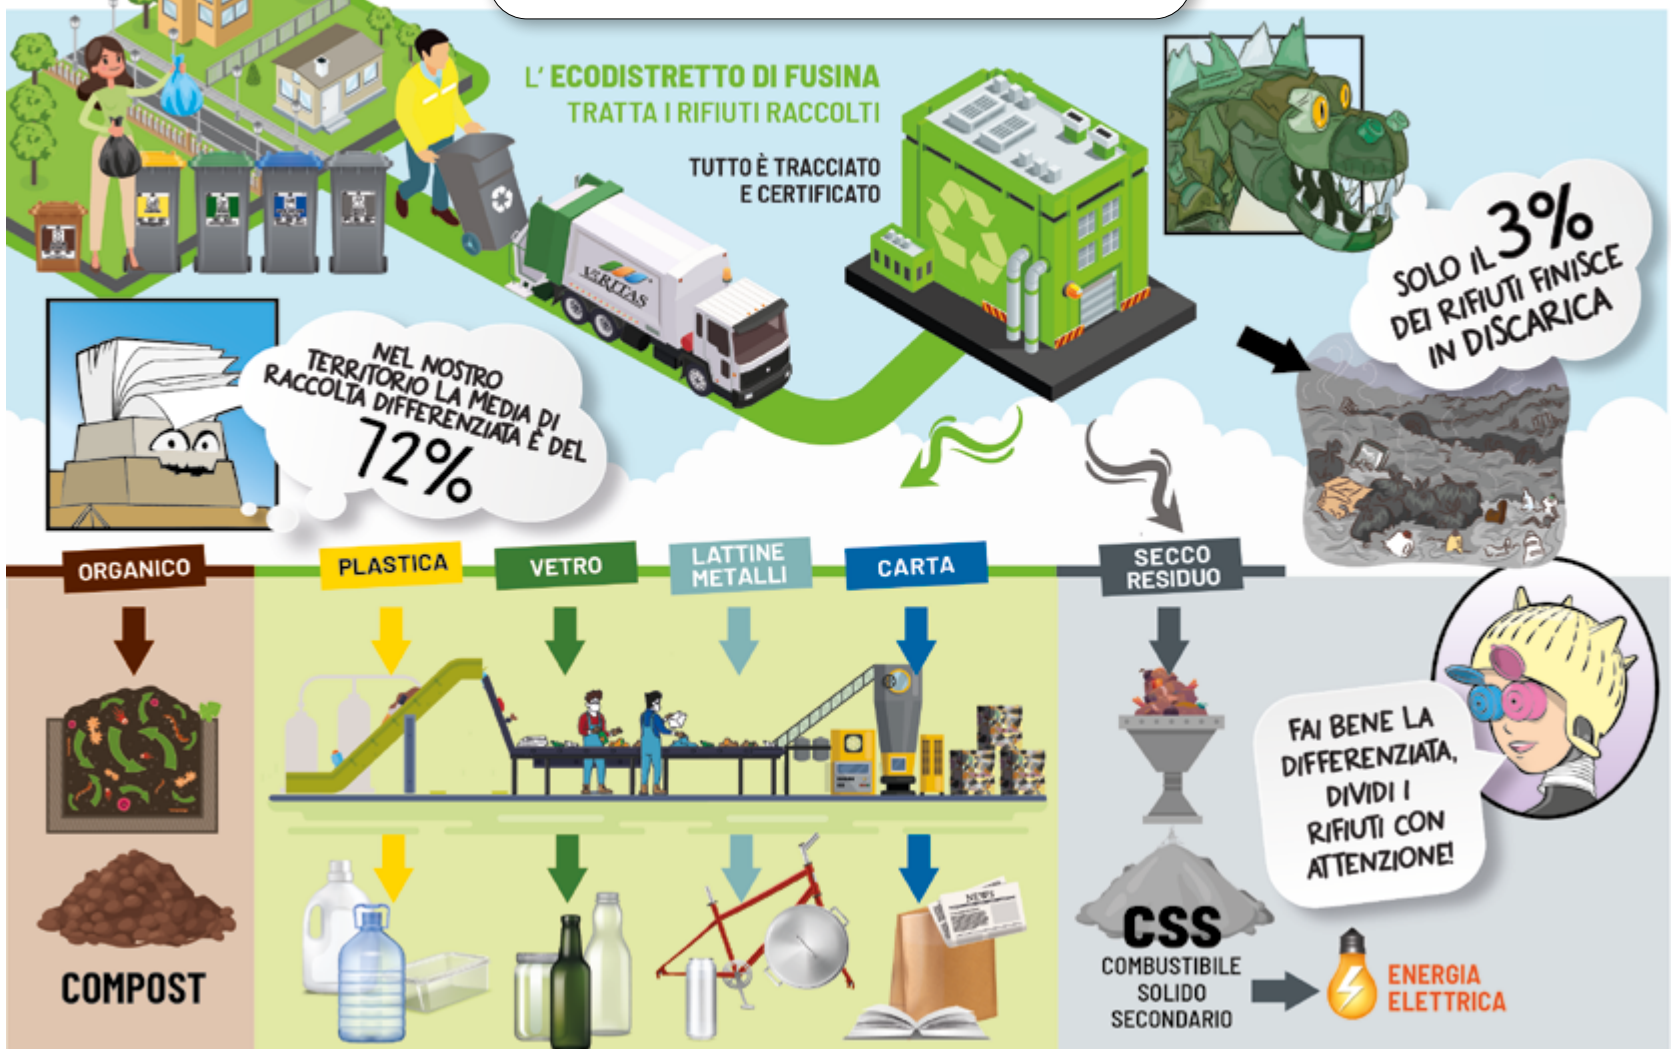 L' ECODISTRETTO DI FUSINA
TRATTA I RIFIUTI RACCOLTI
TUTTO È TRACCIATO
E CERTIFICATO
VERITAS
SOLO IL 3%
DEI RIFIUTI FINISCE
IN DISCARICA
NEL NOSTRO
TERRITORIO LA MEDIA DI
RACCOLTA DIFFERENZIATA È DEL
72%
ORGANICO
PLASTICA
VETRO
LATTINE
METALLI
CARTA
SECCO
RESIDUO
FAI BENE LA
DIFFERENZIATA,
DIVIDI I
RIFIUTI CON
ATTENZIONE!
NEWS
COMPOST
CSS
COMBUSTIBILE
SOLIDO
SECONDARIO
ENERGIA
ELETTRICA